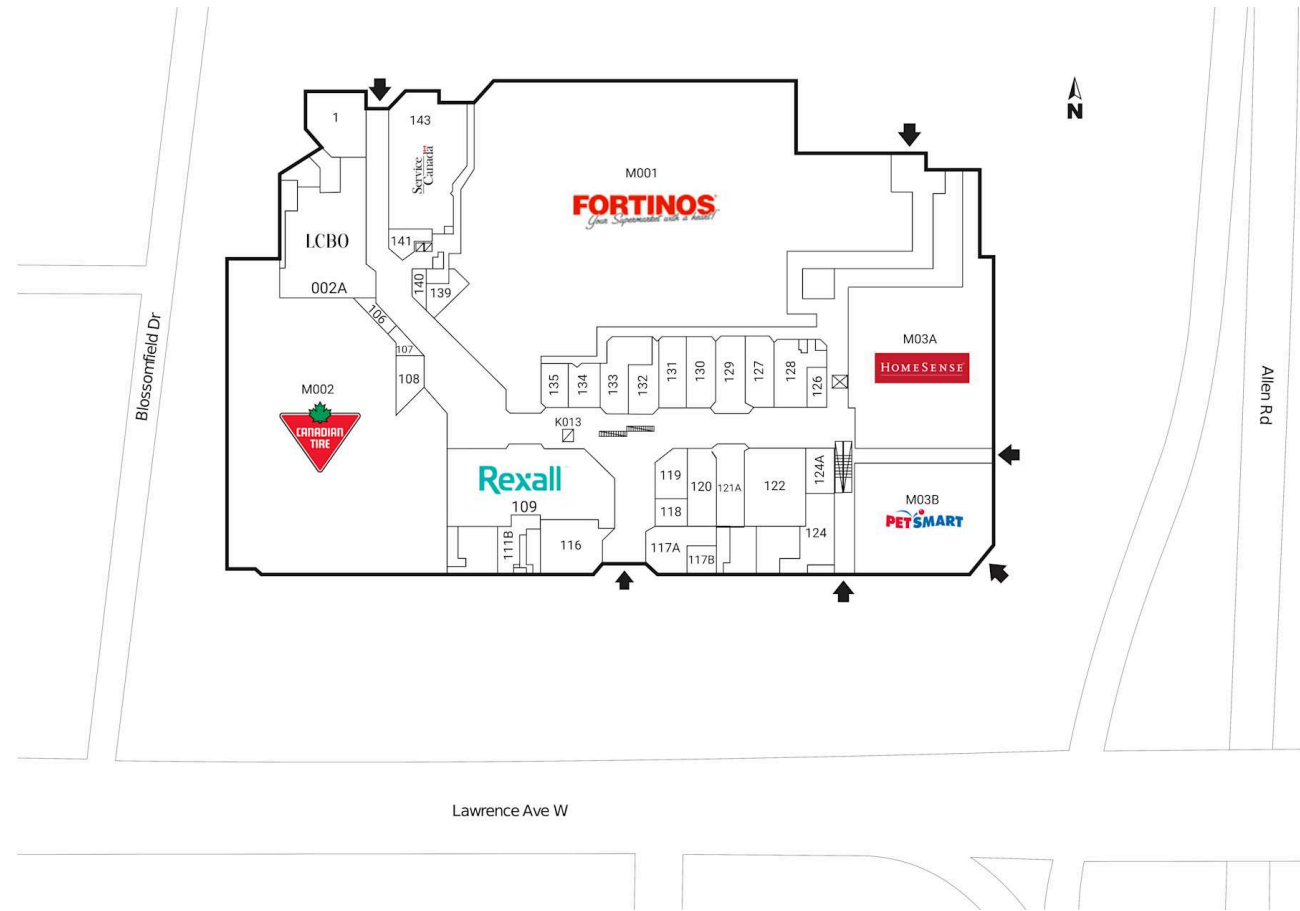 N
1
143
Service
Canada
M001
FORTINOS
Your Supermarket with a heart!
LCBO
141
002A
140
139
106
107
108
M03A
HOMESENSE
Blossomfield Dr
Allen Rd
M002
CANADIAN
TIRE
135
134
133
132
131
130
129
127
128
126
K013
Rexall
109
119
120
121A
122
124A
118
M03B
PETSMART
111B
116
117A
117B
124
Lawrence Ave W